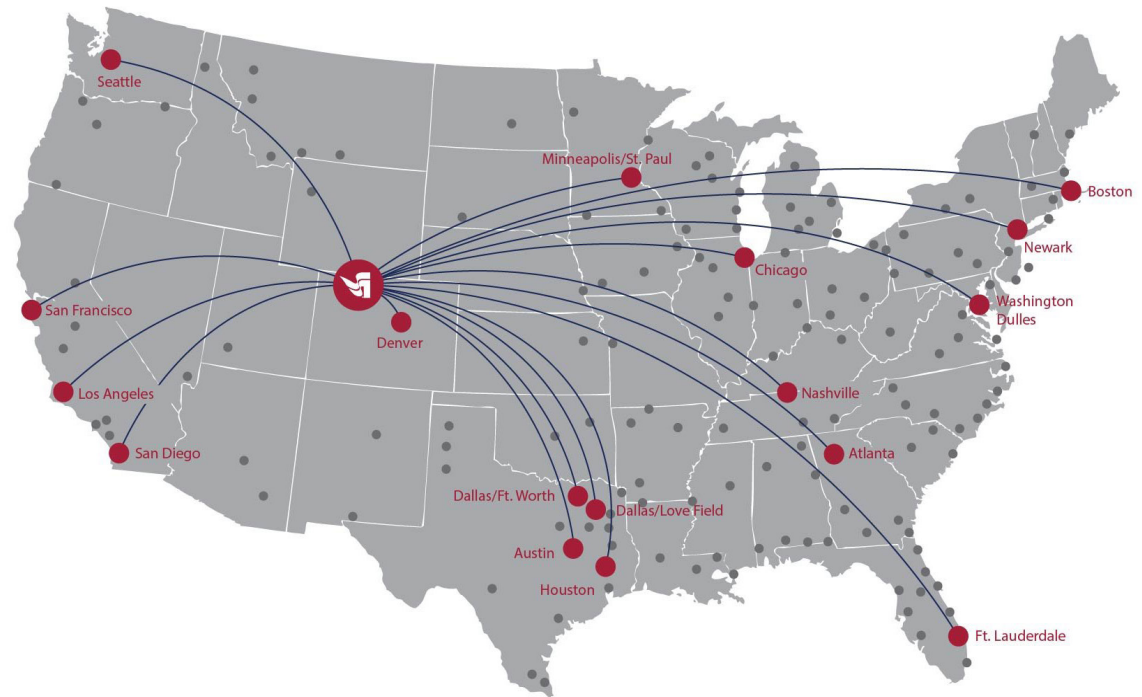 Seattle
Minneapolis/St. Paul
Boston
Newark
Chicago
San Francisco
Washington
Dulles
Denver
Los Angeles
Nashville
San Diego
Atlanta
Dallas/Ft. Worth
Dallas/Love Field
Austin
Houston
Ft. Lauderdale